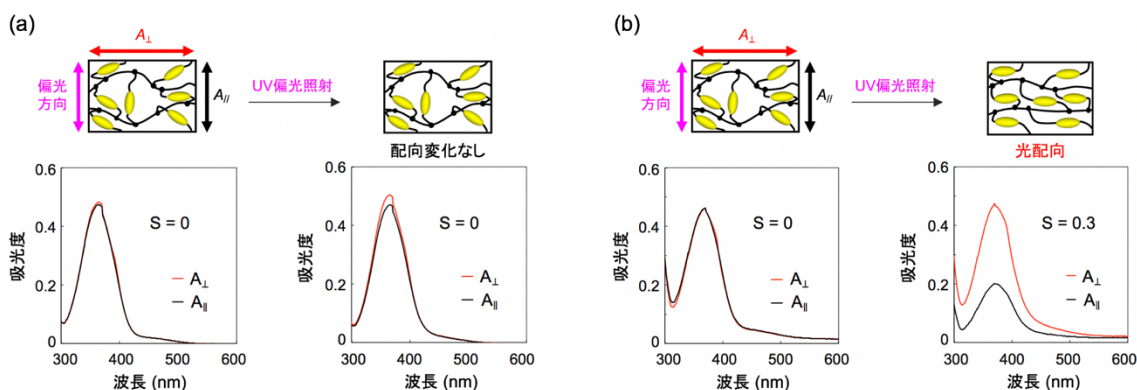 (a)
A⊥
偏光
方向
A//
UV偏光照射
配向変化なし
0.6
0.4
0.2
0
吸光度
S = 0
A⊥
A∥
300
400
500
600
波長 (nm)
0.6
0.4
0.2
0
吸光度
S = 0
A⊥
A∥
300
400
500
600
波長 (nm)
(b)
A⊥
偏光
方向
A//
UV偏光照射
光配向
0.6
0.4
0.2
0
吸光度
S = 0
A⊥
A∥
300
400
500
600
波長 (nm)
0.6
0.4
0.2
0
吸光度
S = 0.3
A⊥
A∥
300
400
500
600
波長 (nm)